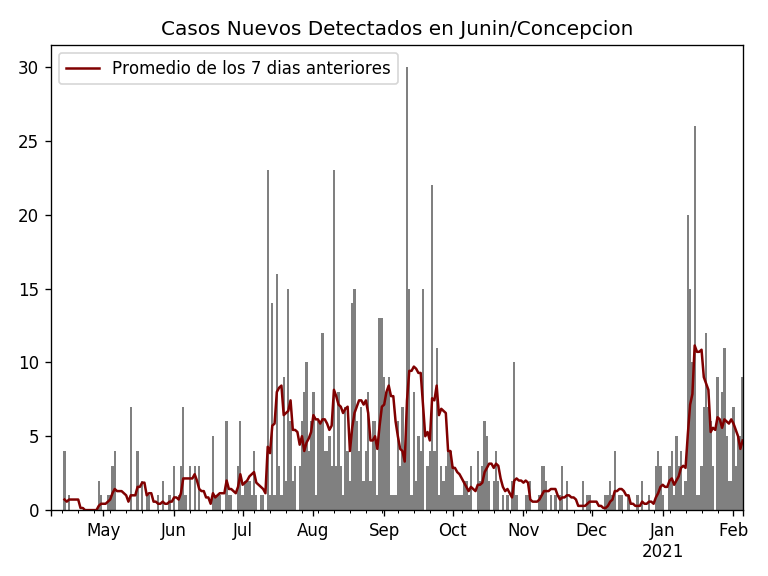 Casos Nuevos Detectados en Junin/Concepcion
Promedio de los 7 dias anteriores
30
25
20
15
10
5
0
May Jun Jul Aug Sep Oct Nov Dec Jan Feb
2021